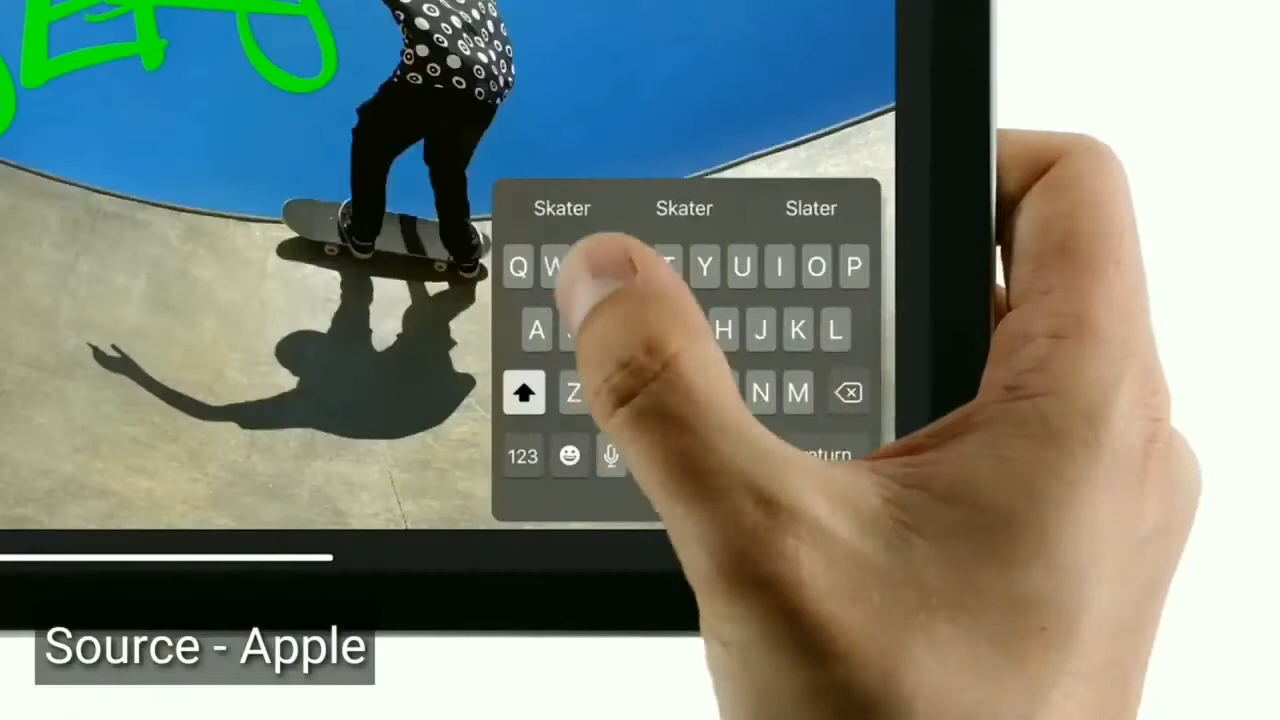 Skater Skater Slater
Q W Y U I O P
A H J K L
Z N M
123
Source - Apple